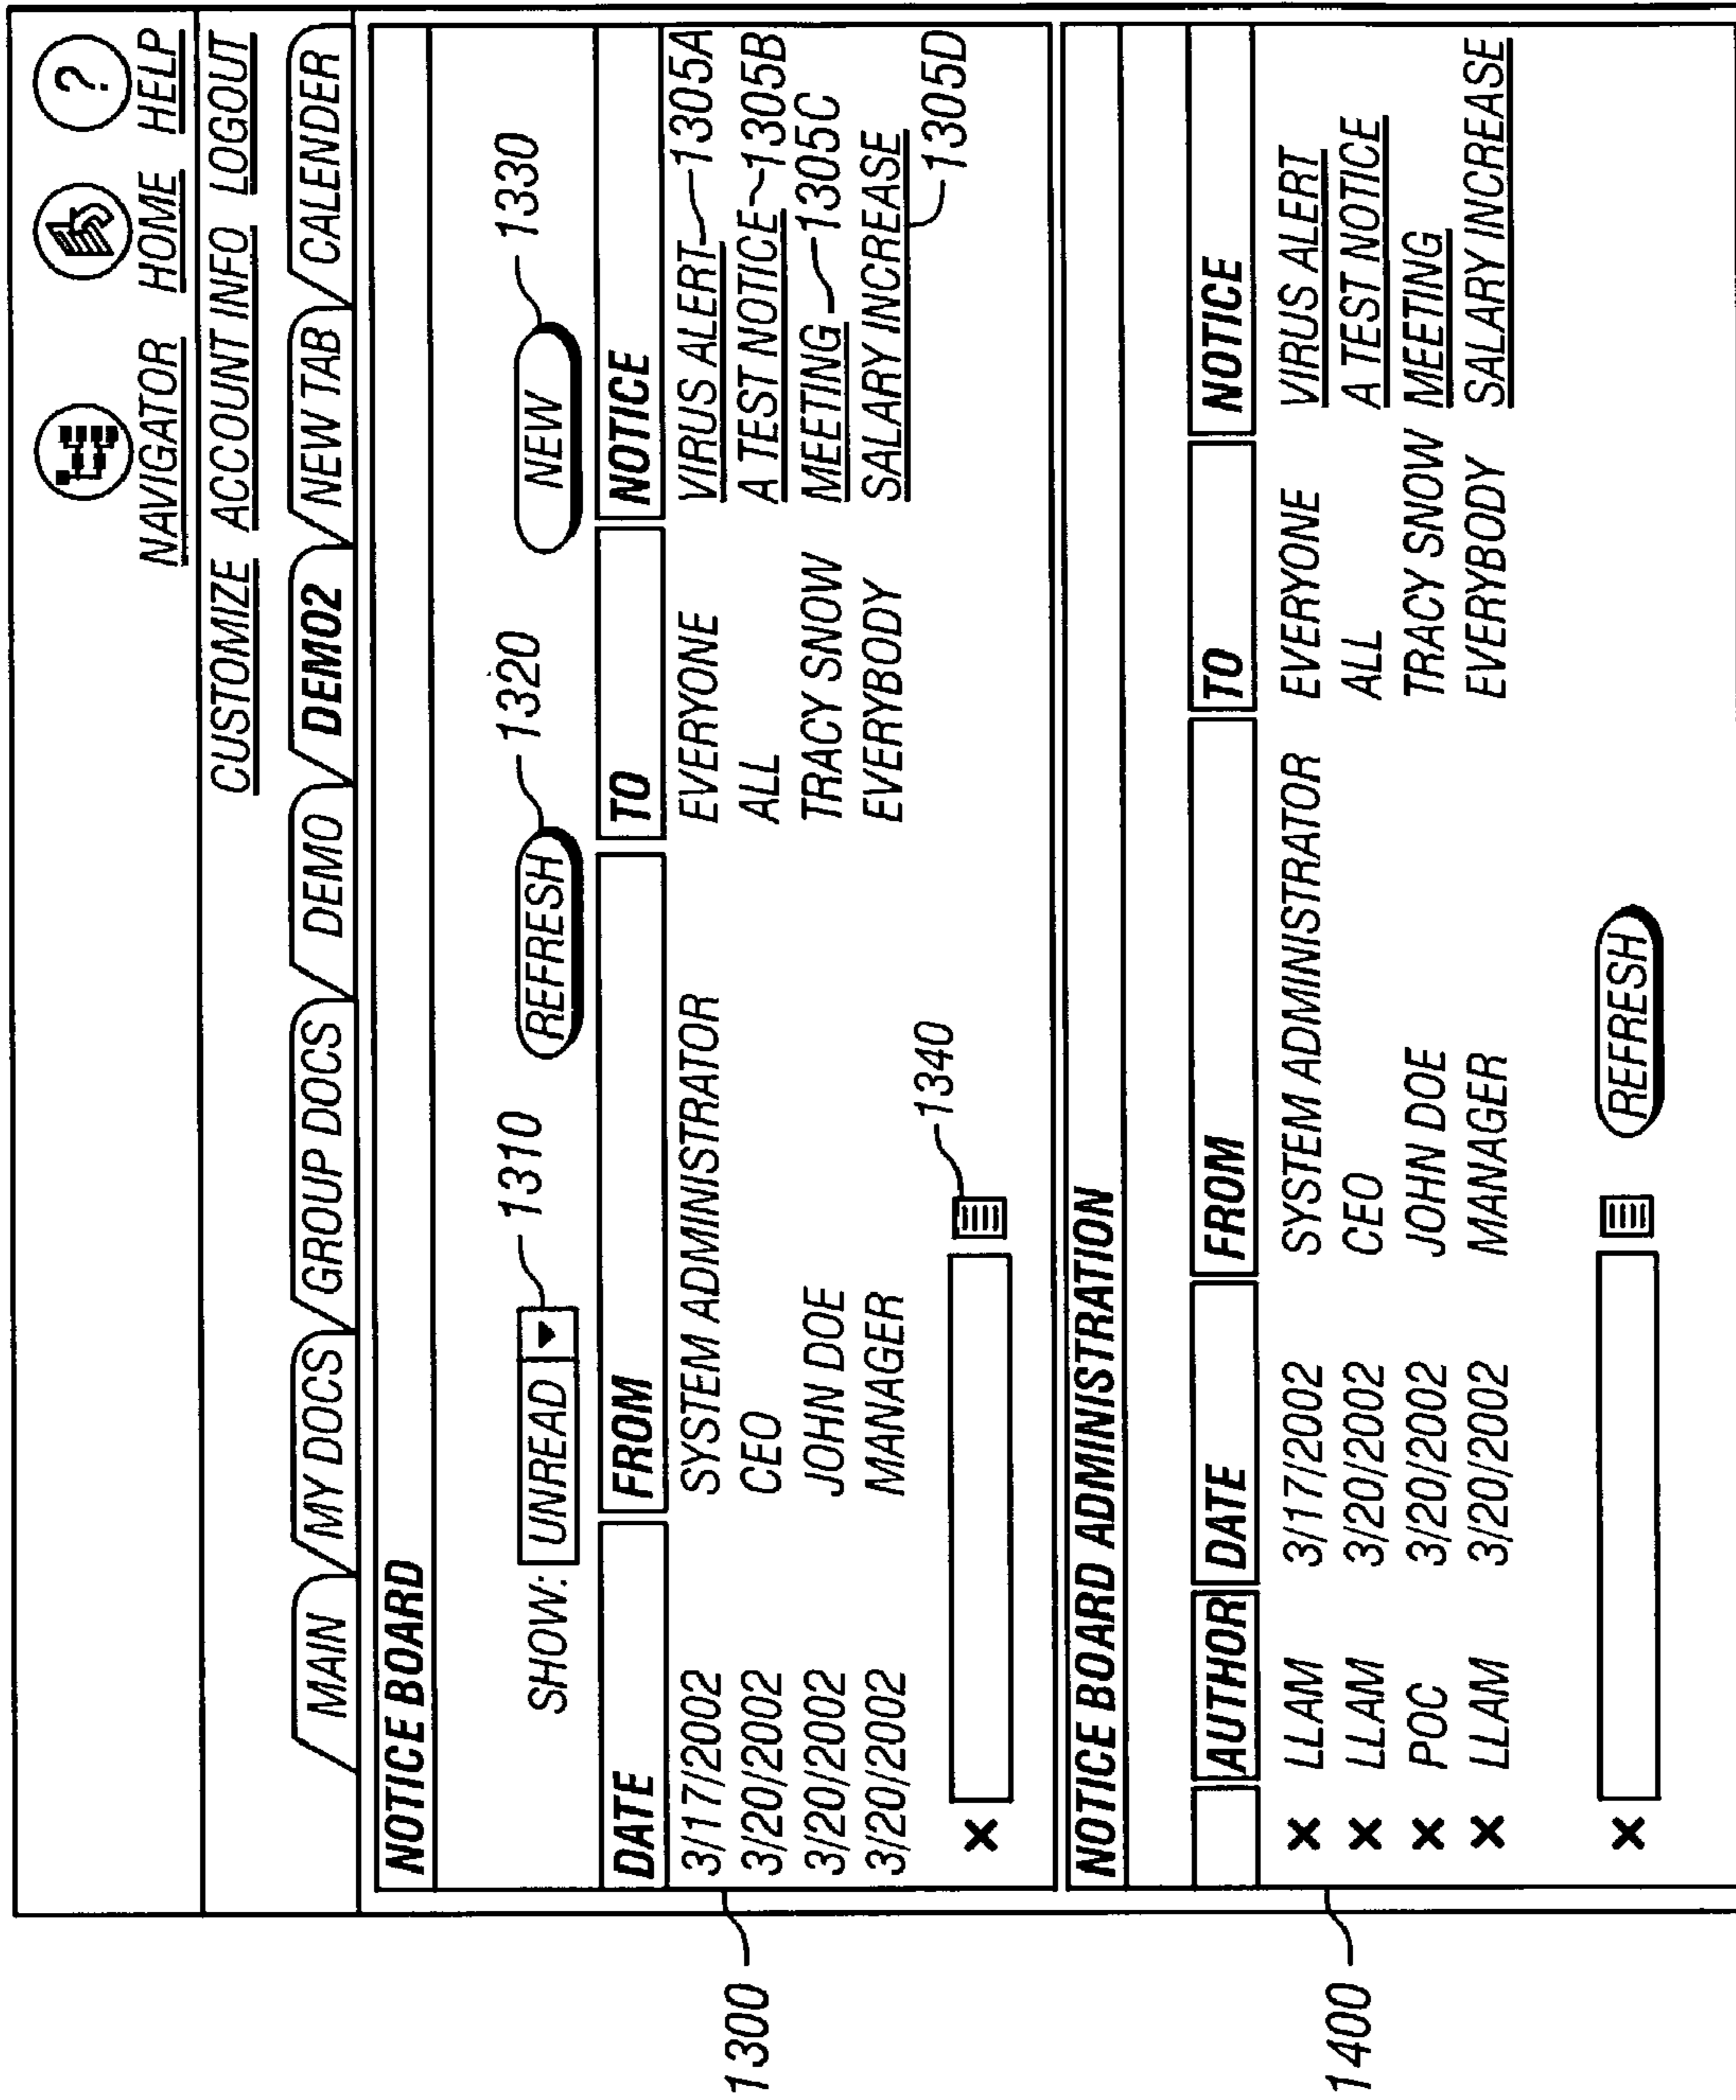 NAVIGATOR HOME HELP ?
CUSTOMIZE ACCOUNT INFO LOGOUT
MAIN MY DOCS GROUP DOCS DEMO DEMO2 NEW TAB CALENDER
NOTICE BOARD
SHOW: UNREAD 1310 REFRESH 1320 NEW 1330
DATE FROM TO NOTICE
3/17/2002 SYSTEM ADMINISTRATOR EVERYONE VIRUS ALERT 1305A
3/20/2002 CEO ALL A TEST NOTICE 1305B
3/20/2002 JOHN DOE TRACY SNOW MEETING 1305C
3/20/2002 MANAGER EVERYBODY SALARY INCREASE
1305D
1300
X 1340
NOTICE BOARD ADMINISTRATION
AUTHOR DATE FROM TO NOTICE
X LLAM 3/17/2002 SYSTEM ADMINISTRATOR EVERYONE VIRUS ALERT
X LLAM 3/20/2002 CEO ALL A TEST NOTICE
X POC 3/20/2002 JOHN DOE TRACY SNOW MEETING
X LLAM 3/20/2002 MANAGER EVERYBODY SALARY INCREASE
1400
X REFRESH